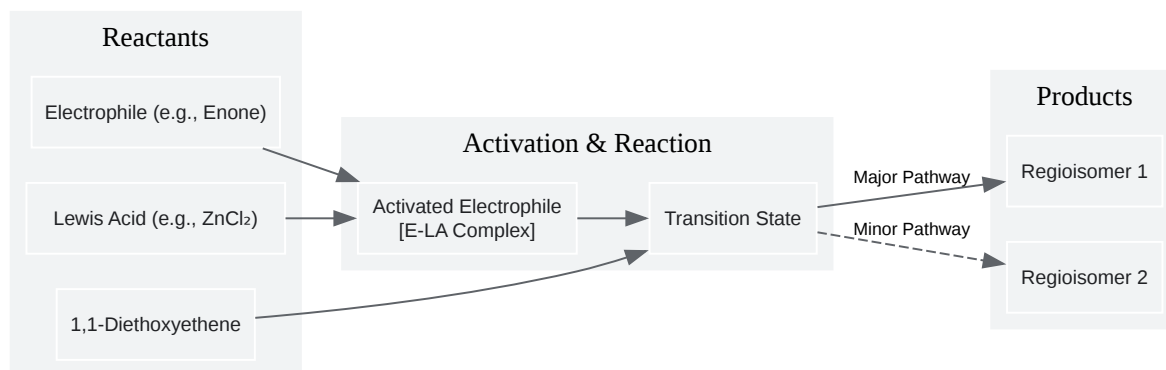 Reactants
Electrophile (e.g., Enone)
Lewis Acid (e.g., ZnCl₂)
1,1-Diethoxyethene
Activation & Reaction
Activated Electrophile
[E-LA Complex]
Transition State
Major Pathway
Minor Pathway
Products
Regioisomer 1
Regioisomer 2